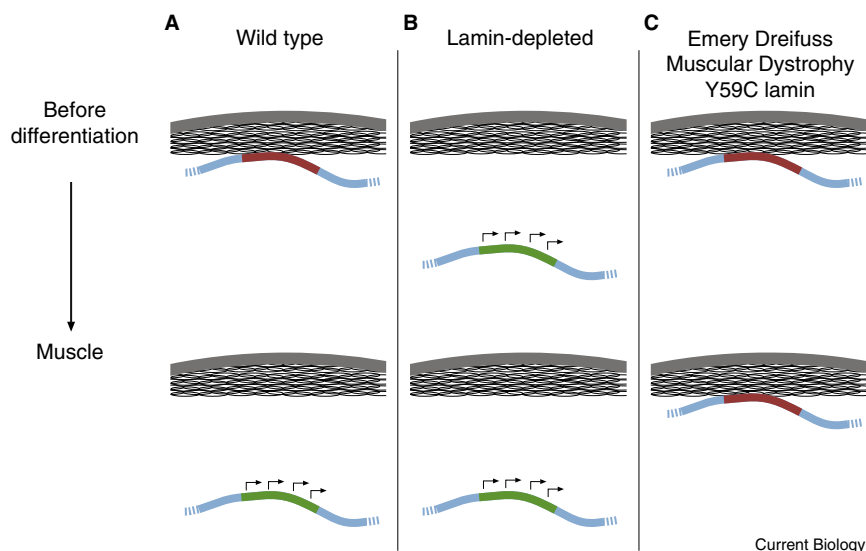 A
Wild type
B
Lamin-depleted
C
Emery Dreifuss
Muscular Dystrophy
Y59C lamin
Before
differentiation
Muscle
Current Biology